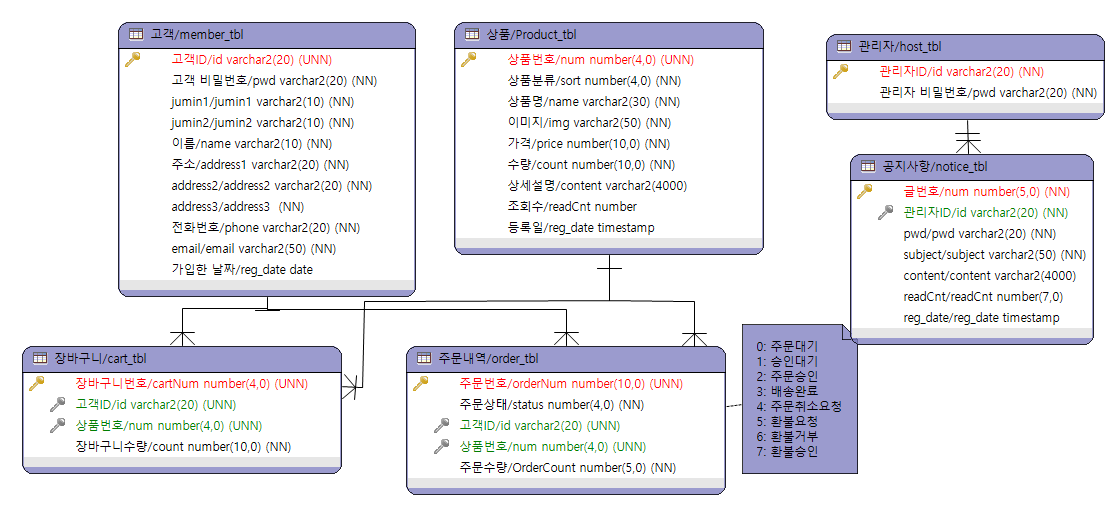 고객/member_tbl
고객ID/id varchar2(20) (UNN)
고객 비밀번호/pwd varchar2(20) (NN)
jumin1/jumin1 varchar2(10) (NN)
jumin2/jumin2 varchar2(10) (NN)
이름/name varchar2(10) (NN)
주소/address1 varchar2(20) (NN)
address2/address2 varchar2(20) (NN)
address3/address3 (NN)
전화번호/phone varchar2(20) (NN)
email/email varchar2(50) (NN)
가입한 날짜/reg_date date
상품/Product_tbl
상품번호/num number(4,0) (UNN)
상품분류/sort number(4,0) (NN)
상품명/name varchar2(30) (NN)
이미지/img varchar2(50) (NN)
가격/price number(10,0) (NN)
수량/count number(10,0) (NN)
상세설명/content varchar2(4000)
조회수/readCnt number
등록일/reg_date timestamp
관리자/host_tbl
관리자ID/id varchar2(20) (NN)
관리자 비밀번호/pwd varchar2(20) (NN)
공지사항/notice_tbl
글번호/num number(5,0) (NN)
관리자ID/id varchar2(20) (NN)
pwd/pwd varchar2(20) (NN)
subject/subject varchar2(50) (NN)
content/content varchar2(4000)
readCnt/readCnt number(7,0)
reg_date/reg_date timestamp
장바구니/cart_tbl
장바구니번호/cartNum number(4,0) (UNN)
고객ID/id varchar2(20) (UNN)
상품번호/num number(4,0) (UNN)
장바구니수량/count number(10,0) (NN)
주문내역/order_tbl
주문번호/orderNum number(10,0) (UNN)
주문상태/status number(4,0) (NN)
고객ID/id varchar2(20) (UNN)
상품번호/num number(4,0) (UNN)
주문수량/OrderCount number(5,0) (NN)
0: 주문대기
1: 승인대기
2: 주문승인
3: 배송완료
4: 주문취소요청
5: 환불요청
6: 환불거부
7: 환불승인